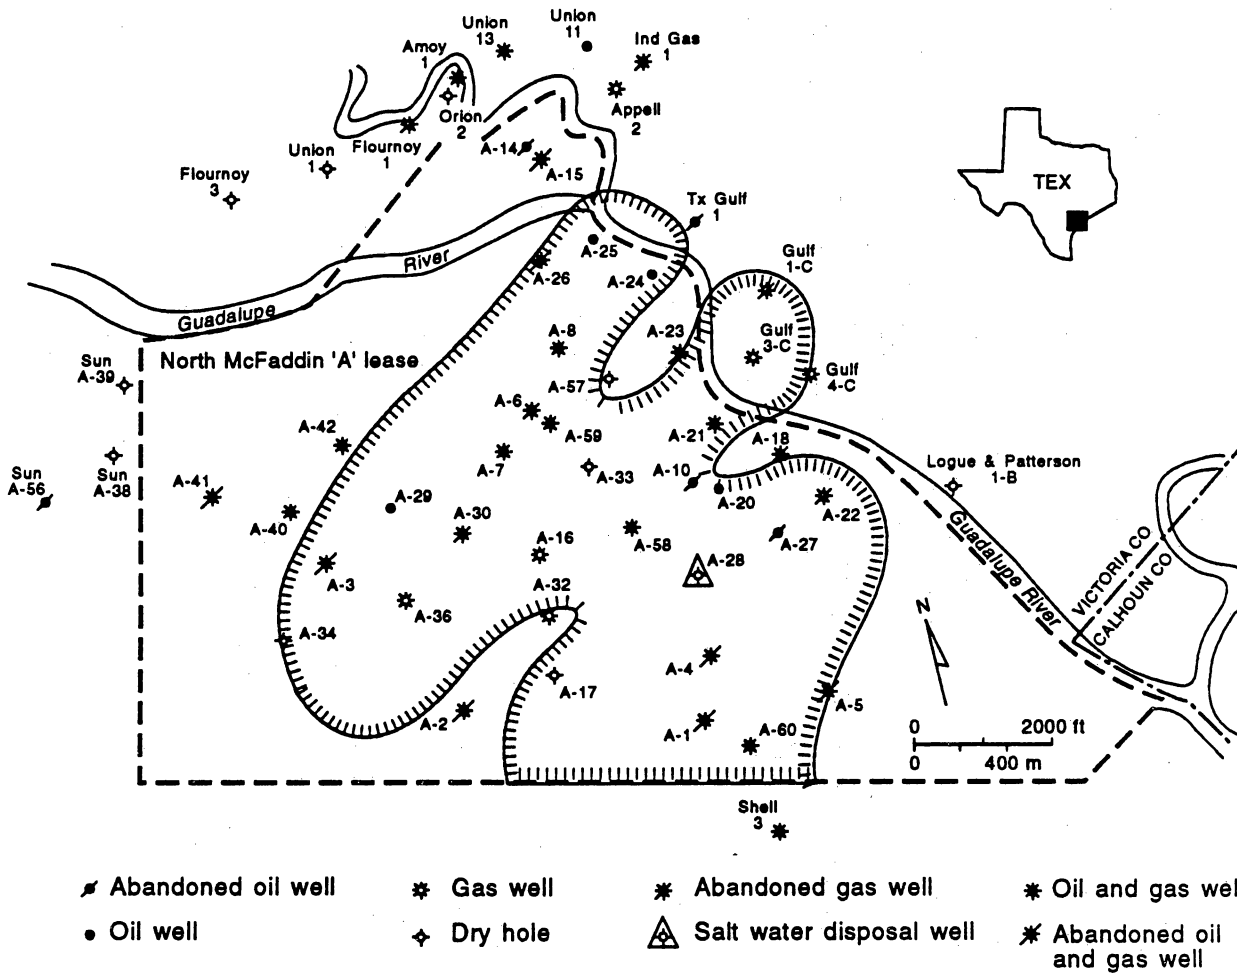 Union
11
Union
13
Ind Gas
1
Amoy
1
Appell
2
Orion
2
Flournoy
1
Union
1
Flournoy
3
A-14
A-15
TEX
Tx Gulf
1
A-25
A-26
A-24
River
Guadalupe
Gulf
1-C
Gulf
3-C
Gulf
4-C
A-8
A-23
North McFaddin 'A' lease
Sun
A-39
A-57
A-6
A-59
A-42
A-7
A-21
A-18
A-33
A-10
A-20
Sun
A-56
Sun
A-38
A-41
A-40
A-29
A-30
A-58
A-22
A-27
Logue & Patterson
1-B
Guadalupe River
VICTORIA CO
CALHOUN CO
A-16
A-28
A-3
A-32
A-36
A-34
N
A-4
A-17
A-5
A-2
A-1
A-60
0 2000 ft
0 400 m
Shell
3
Abandoned oil well
Gas well
Abandoned gas well
Oil and gas wel
Oil well
Dry hole
Salt water disposal well
Abandoned oil
and gas well